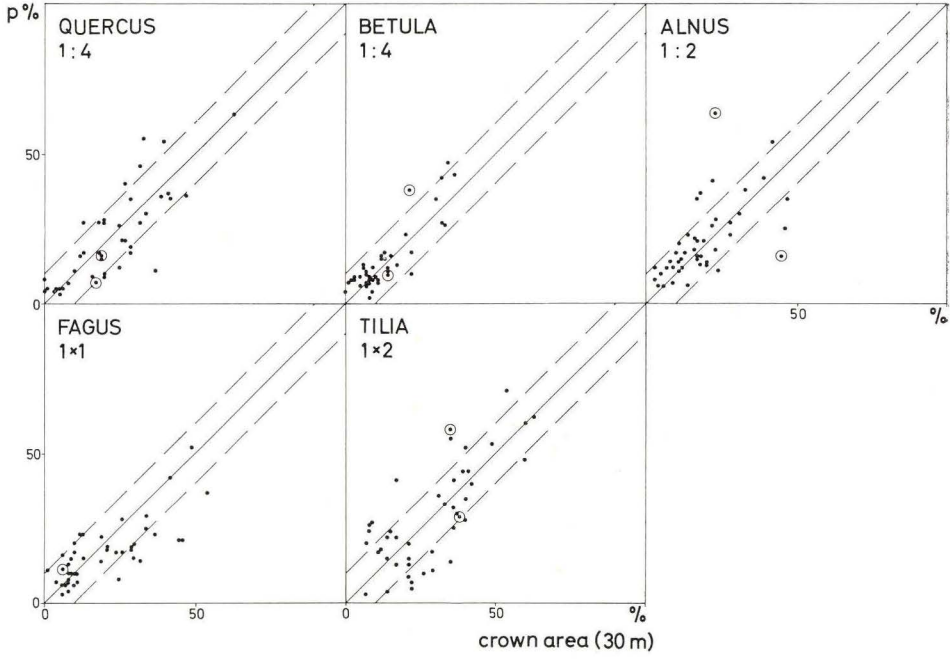 p%
QUERCUS
1:4
BETULA
1:4
ALNUS
1:2
50
0
50
%
FAGUS
1×1
TILIA
1×2
50
0
0
50
0
50
%
crown area (30 m)